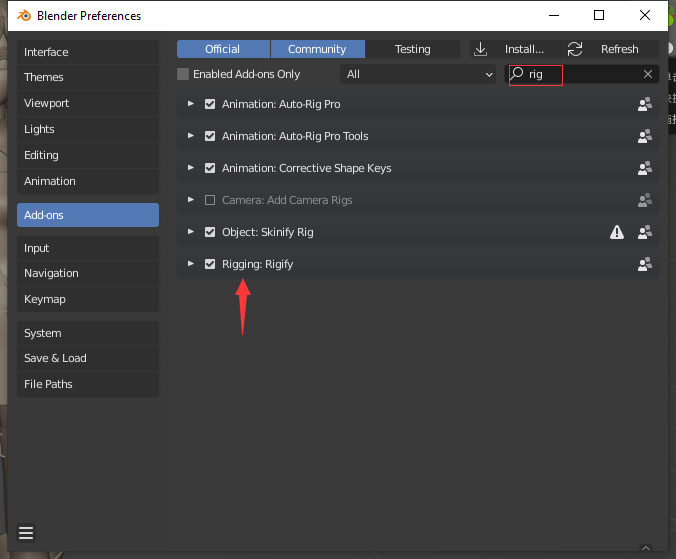 Blender Preferences
Interface
Themes
Viewport
Lights
Editing
Animation
Add-ons
Input
Navigation
Keymap
System
Save & Load
File Paths
Official Community Testing Install... Refresh
Enabled Add-ons Only All rig
Animation: Auto-Rig Pro
Animation: Auto-Rig Pro Tools
Animation: Corrective Shape Keys
Camera: Add Camera Rigs
Object: Skinify Rig
Rigging: Rigify